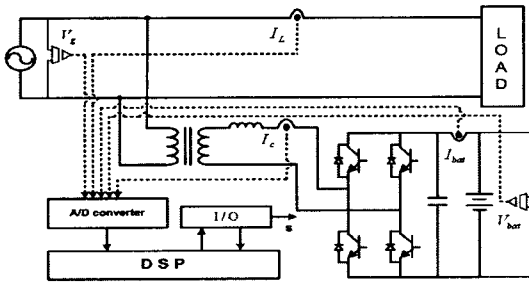 V_g
I_L
LOAD
I_c
I_bat
V_bat
A/D converter
I/O
s
DSP